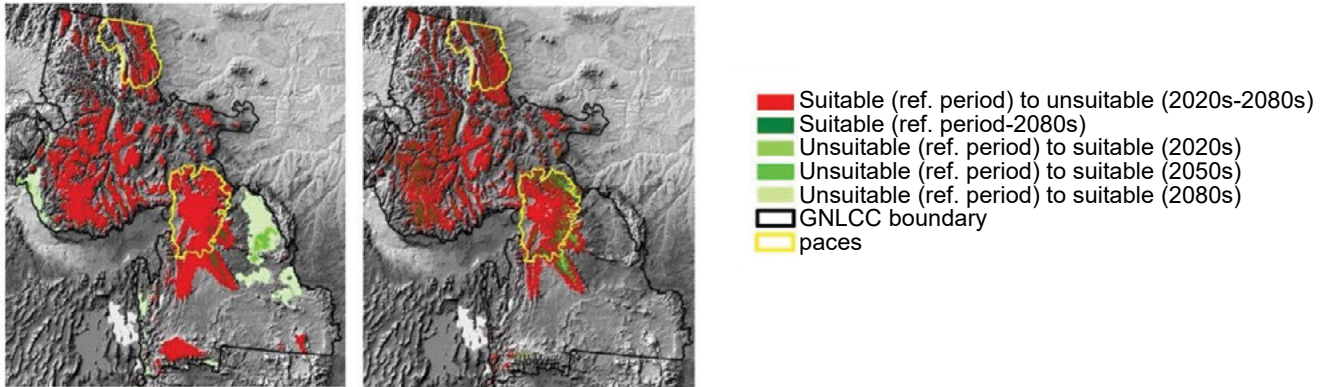 Suitable (ref. period) to unsuitable (2020s-2080s)
Suitable (ref. period-2080s)
Unsuitable (ref. period) to suitable (2020s)
Unsuitable (ref. period) to suitable (2050s)
Unsuitable (ref. period) to suitable (2080s)
GNLCC boundary
paces